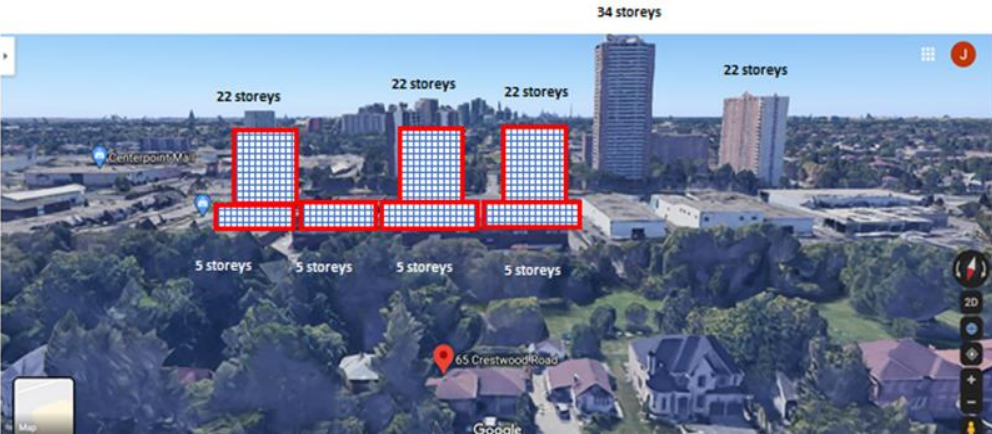 34 storeys
J
22 storeys
22 storeys
22 storeys
22 storeys
Centerpoint Mall
5 storeys
5 storeys
5 storeys
5 storeys
2D
65 Crestwood Road
Map
Google